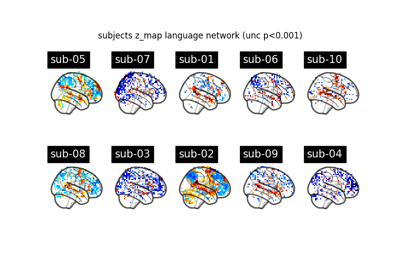 subjects z_map language network (unc p<0.001)
sub-05 sub-07 sub-01 sub-06 sub-10
sub-08 sub-03 sub-02 sub-09 sub-04